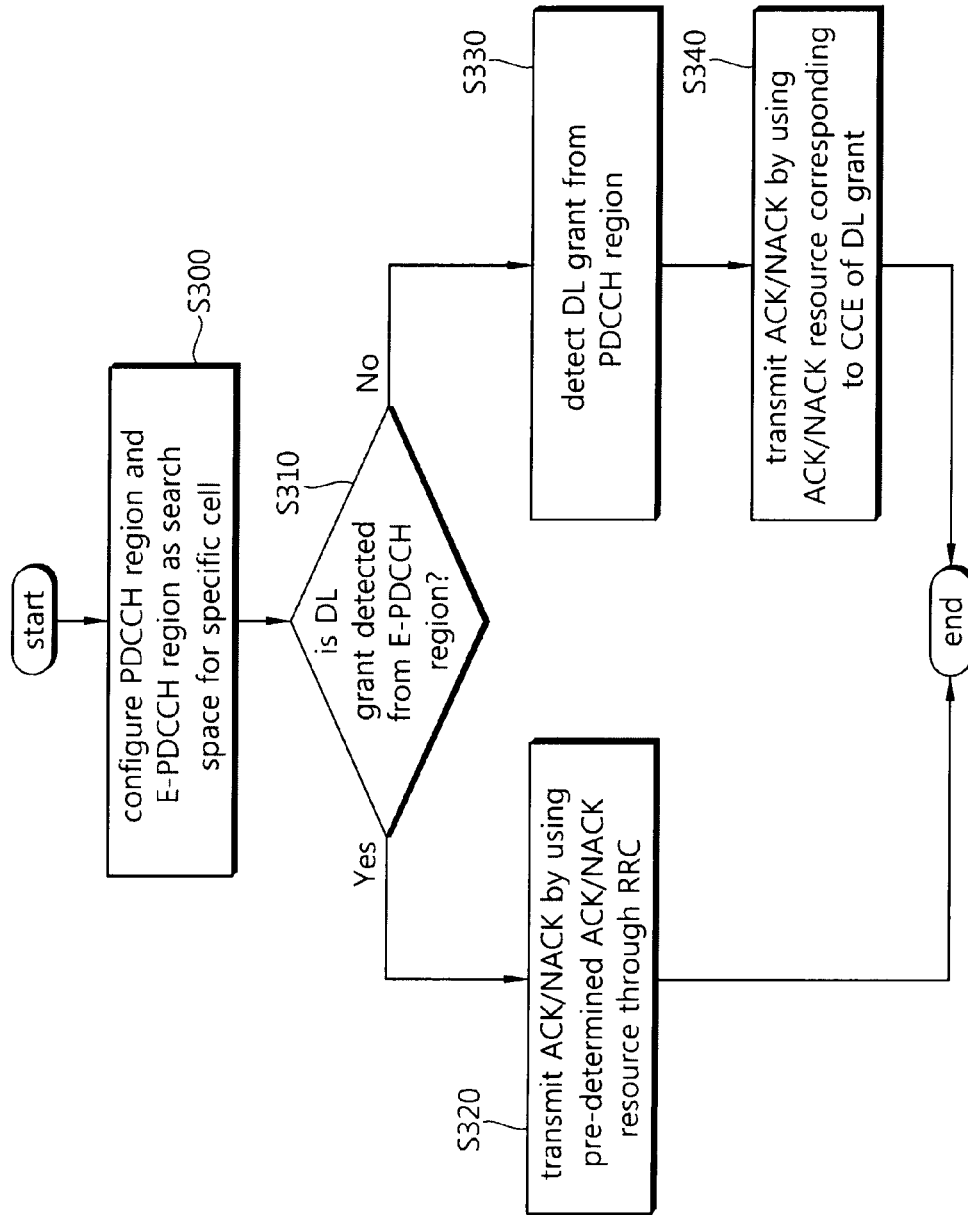 start
configure PDCCH region and
E-PDCCH region as search
space for specific cell
S300
is DL
grant detected
from E-PDCCH
region?
S310
Yes
No
transmit ACK/NACK by using
pre-determined ACK/NACK
resource through RRC
S320
detect DL grant from
PDCCH region
S330
transmit ACK/NACK by using
ACK/NACK resource corresponding
to CCE of DL grant
S340
end